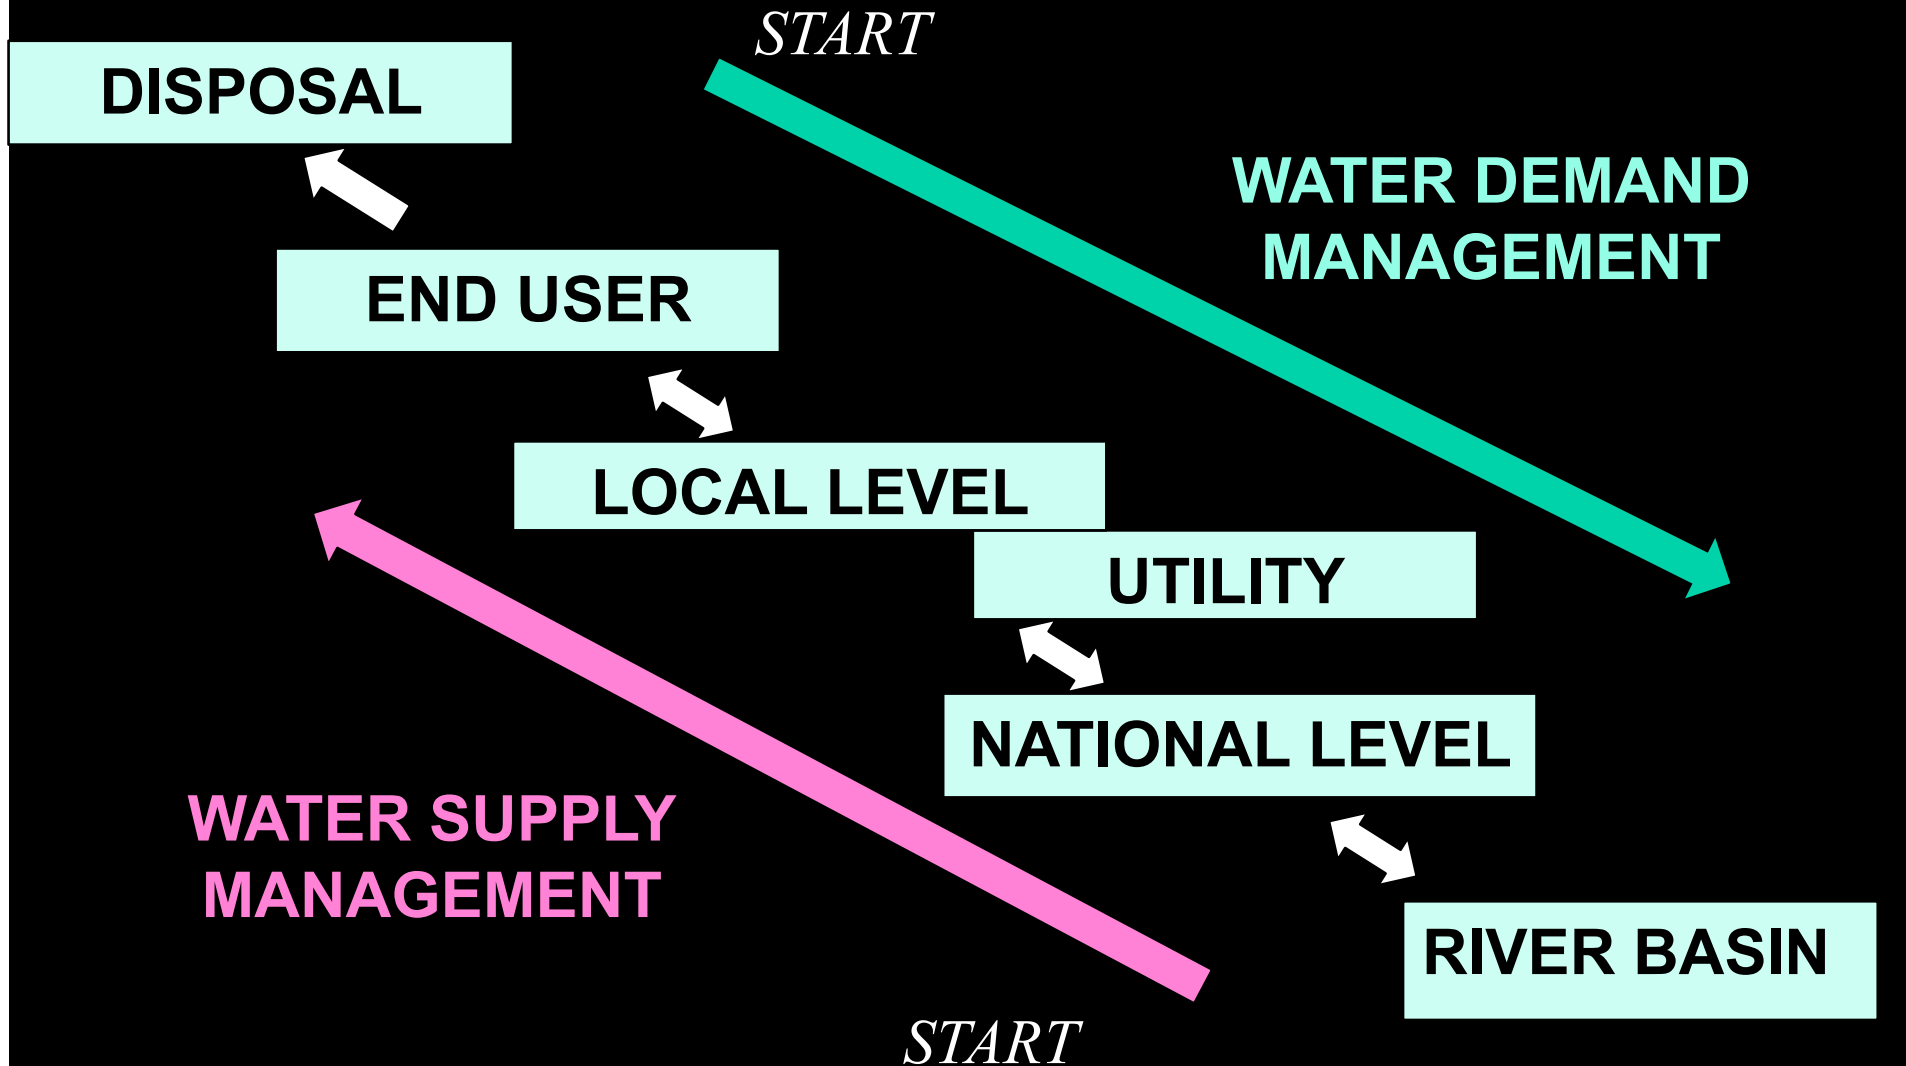 START
DISPOSAL
WATER DEMAND
MANAGEMENT
END USER
LOCAL LEVEL
UTILITY
NATIONAL LEVEL
WATER SUPPLY
MANAGEMENT
RIVER BASIN
START